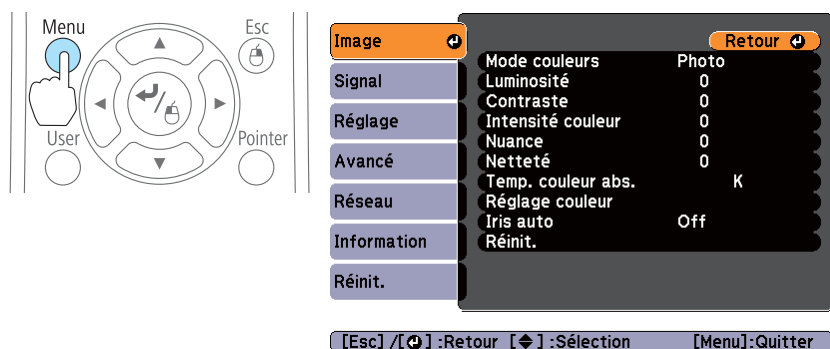 Menu
Esc
User
Pointer
Image
Signal
Réglage
Avancé
Réseau
Information
Réinit.
Retour
Mode couleurs Photo
Luminosité 0
Contraste 0
Intensité couleur 0
Nuance 0
Netteté 0
Temp. couleur abs. K
Réglage couleur
Iris auto Off
Réinit.
[Esc] /[ ] :Retour [ ] :Sélection [Menu]:Quitter